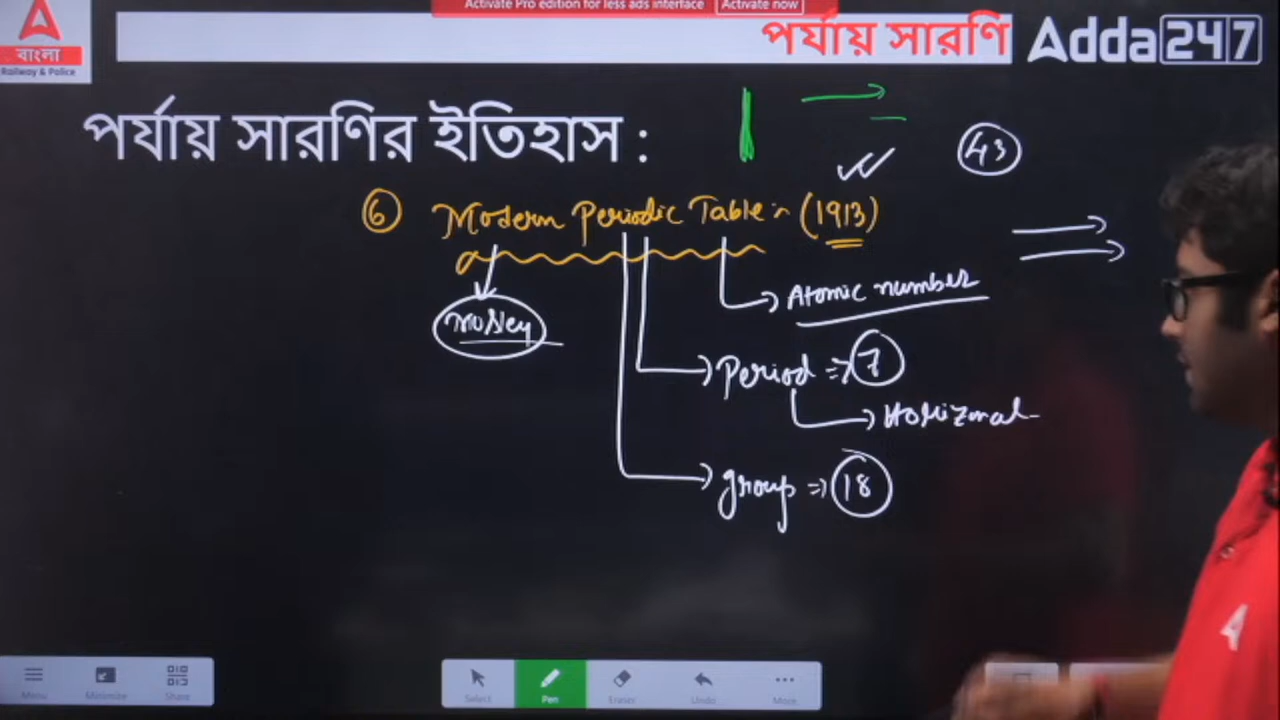 Activate Pro edition for less ads interface Activate now
বাংলা
Railway & Police
পর্যায় সারণি Adda247
পর্যায় সারণির ইতিহাস :
43
6 Modern Periodic Table :- (1913)
Atomic number
Mosley
Period => 7
Horizonal
group => 18
Menu Minimize Share Select Pen Eraser Undo More